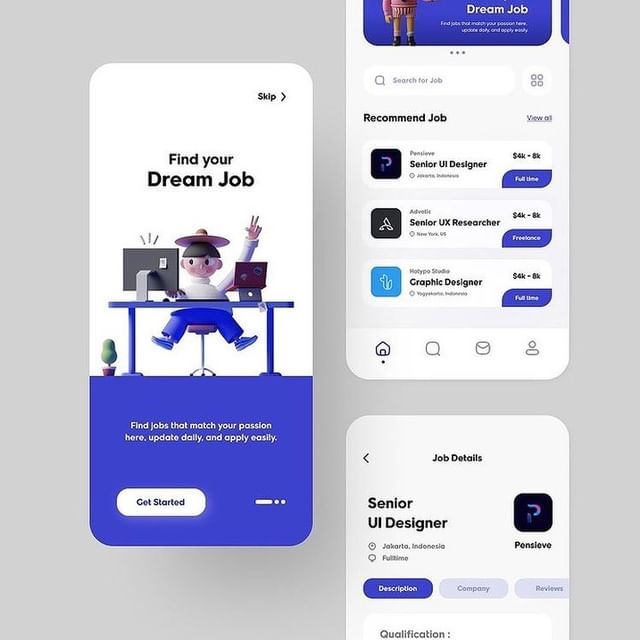 Skip
Find your
Dream Job
Find jobs that match your passion
here, update daily, and apply easily.
Get Started
Dream Job
Find jobs that match your passion here,
update daily, and apply easily.
Search for Job
Recommend Job
View all
Pensieve
Senior UI Designer
Jakarta, Indonesia
$4k - 8k
Full time
Advotic
Senior UX Researcher
New York, US
$4k - 8k
Freelance
Hotypo Studio
Graphic Designer
Yogyakarta, Indonesia
$4k - 8k
Full time
Job Details
Senior
UI Designer
Jakarta, Indonesia
Fulltime
Pensieve
Description
Company
Reviews
Qualification :